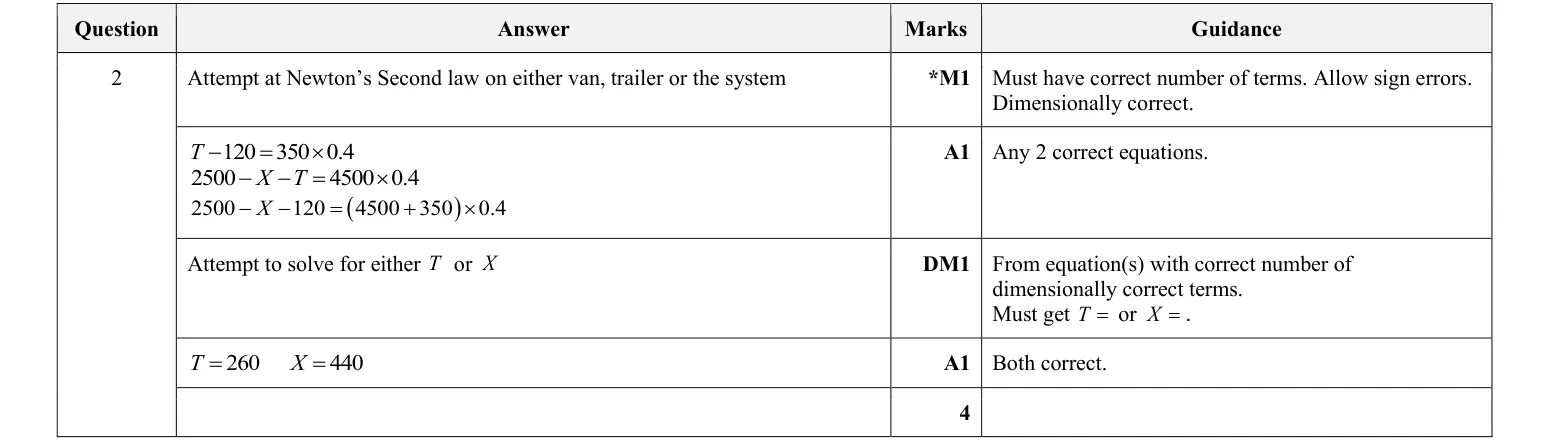 Question Answer Marks Guidance
2 Attempt at Newton’s Second law on either van, trailer or the system *M1 Must have correct number of terms. Allow sign errors.
Dimensionally correct.
T − 120 = 350 × 0.4 A1 Any 2 correct equations.
2500 − X − T = 4500 × 0.4
2500 − X − 120 = (4500 + 350) × 0.4
Attempt to solve for either T or X DM1 From equation(s) with correct number of
dimensionally correct terms.
Must get T = or X = .
T = 260 X = 440 A1 Both correct.
4